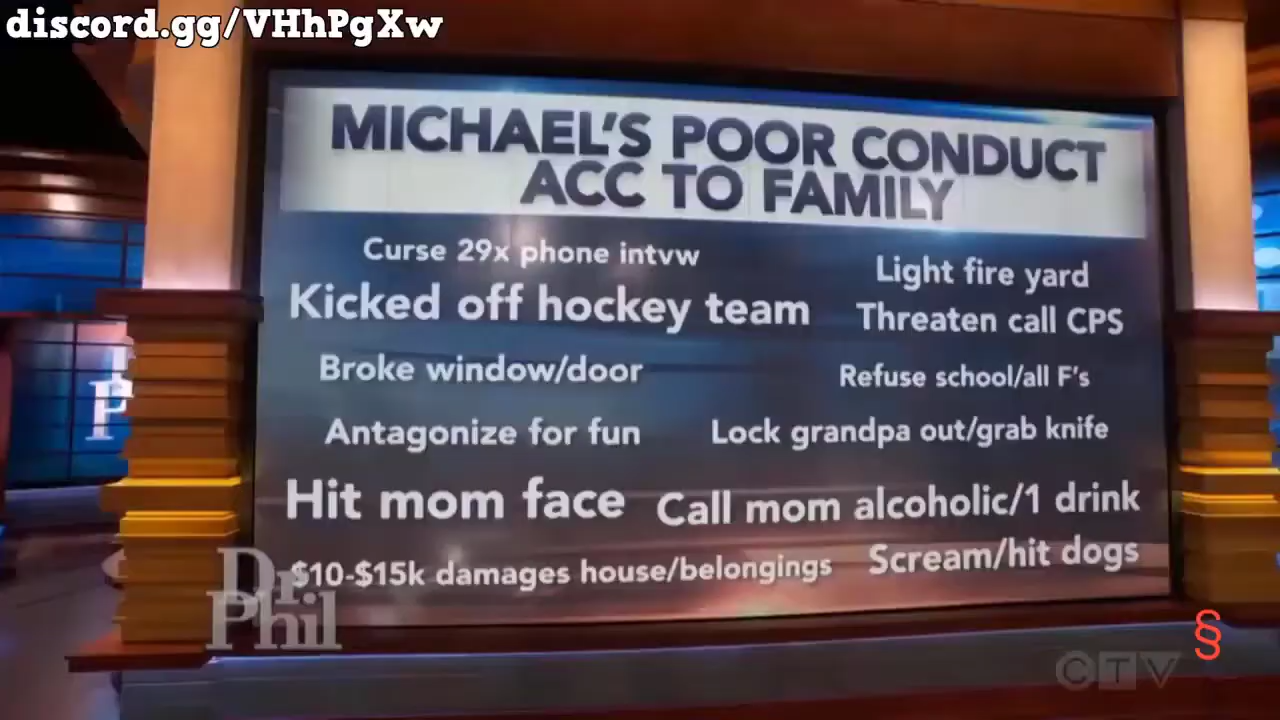 discord.gg/VHhPgXw
MICHAEL'S POOR CONDUCT
ACC TO FAMILY
Curse 29x phone intvw
Light fire yard
Kicked off hockey team
Threaten call CPS
Broke window/door
Refuse school/all F's
Antagonize for fun
Lock grandpa out/grab knife
Hit mom face
Call mom alcoholic/1 drink
$10-$15k damages house/belongings
Scream/hit dogs
Dr.
Phil
CTV
§